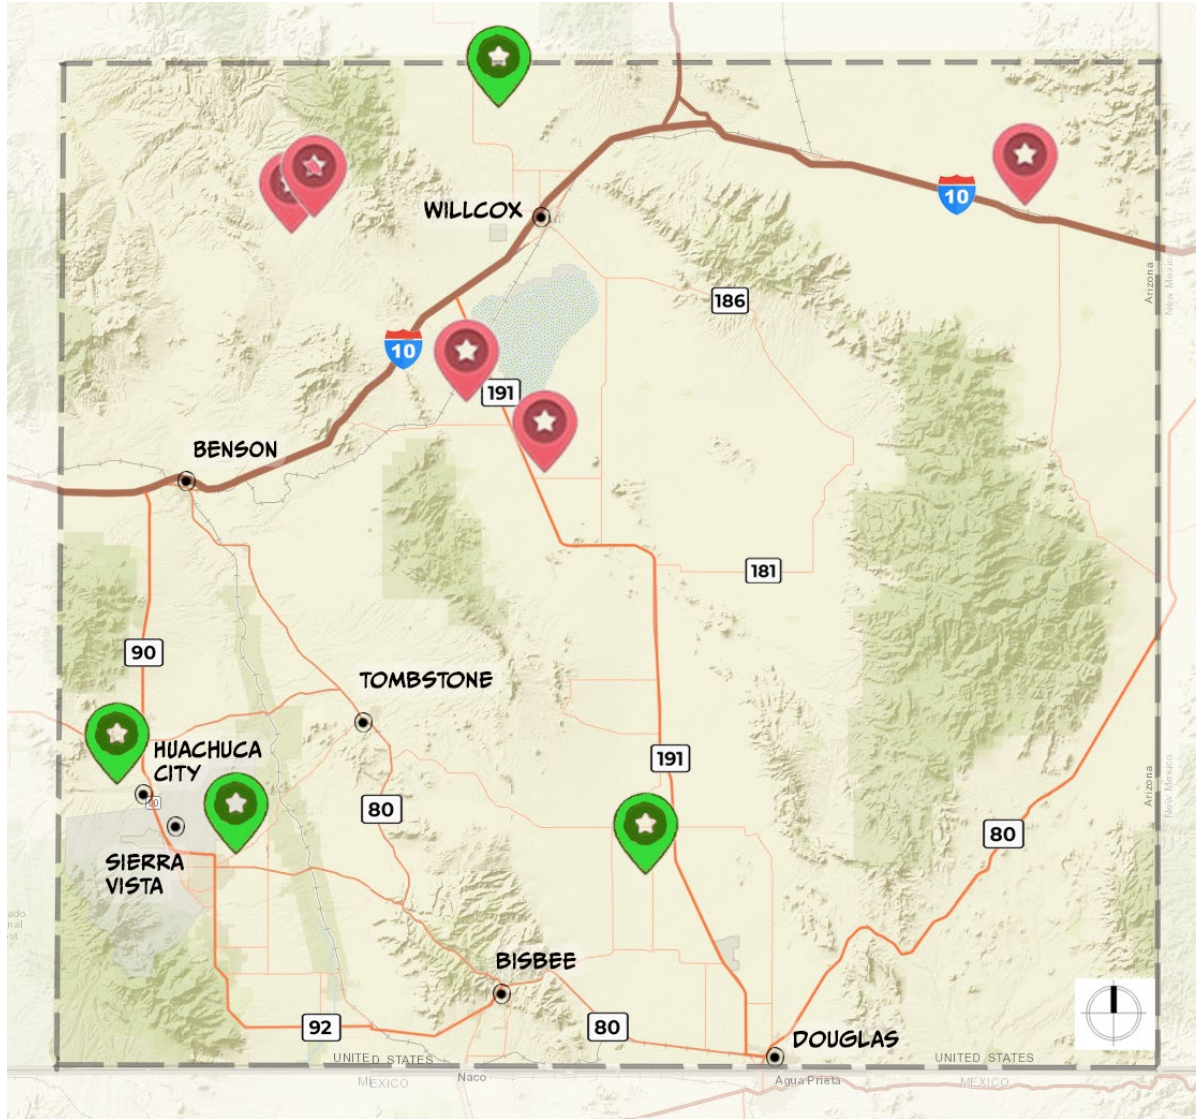 WILLCOX
10
Arizona
New Mexico
186
10
191
BENSON
181
90
TOMBSTONE
HUACHUCA
CITY
191
80
80
Arizona
New Mexico
SIERRA
VISTA
BISBEE
92
80
DOUGLAS
UNITED STATES
UNITED STATES
MEXICO
Naco
Agua Prieta
MEXICO